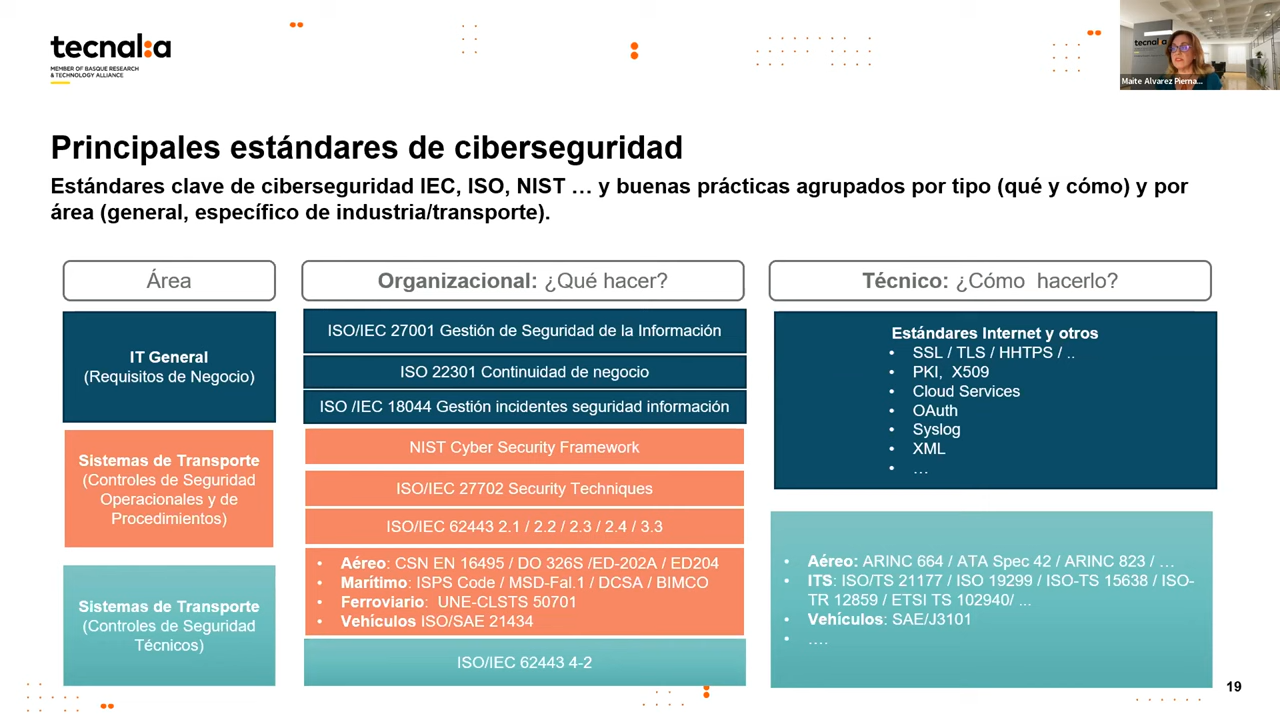 tecnal:a
MEMBER OF BASQUE RESEARCH
& TECHNOLOGY ALLIANCE
tecnal:a
Maite Alvarez Pierna...
Principales estándares de ciberseguridad
Estándares clave de ciberseguridad IEC, ISO, NIST … y buenas prácticas agrupados por tipo (qué y cómo) y por
área (general, específico de industria/transporte).
Área
Organizacional: ¿Qué hacer?
Técnico: ¿Cómo hacerlo?
IT General
(Requisitos de Negocio)
Sistemas de Transporte
(Controles de Seguridad
Operacionales y de
Procedimientos)
Sistemas de Transporte
(Controles de Seguridad
Técnicos)
ISO/IEC 27001 Gestión de Seguridad de la Información
ISO 22301 Continuidad de negocio
ISO /IEC 18044 Gestión incidentes seguridad información
NIST Cyber Security Framework
ISO/IEC 27702 Security Techniques
ISO/IEC 62443 2.1 / 2.2 / 2.3 / 2.4 / 3.3
• Aéreo: CSN EN 16495 / DO 326S /ED-202A / ED204
• Marítimo: ISPS Code / MSD-Fal.1 / DCSA / BIMCO
• Ferroviario: UNE-CLSTS 50701
• Vehículos ISO/SAE 21434
ISO/IEC 62443 4-2
Estándares Internet y otros
• SSL / TLS / HHTPS / ..
• PKI, X509
• Cloud Services
• OAuth
• Syslog
• XML
• …
• Aéreo: ARINC 664 / ATA Spec 42 / ARINC 823 / …
• ITS: ISO/TS 21177 / ISO 19299 / ISO-TS 15638 / ISO-
TR 12859 / ETSI TS 102940/ ...
• Vehículos: SAE/J3101
• ….
19